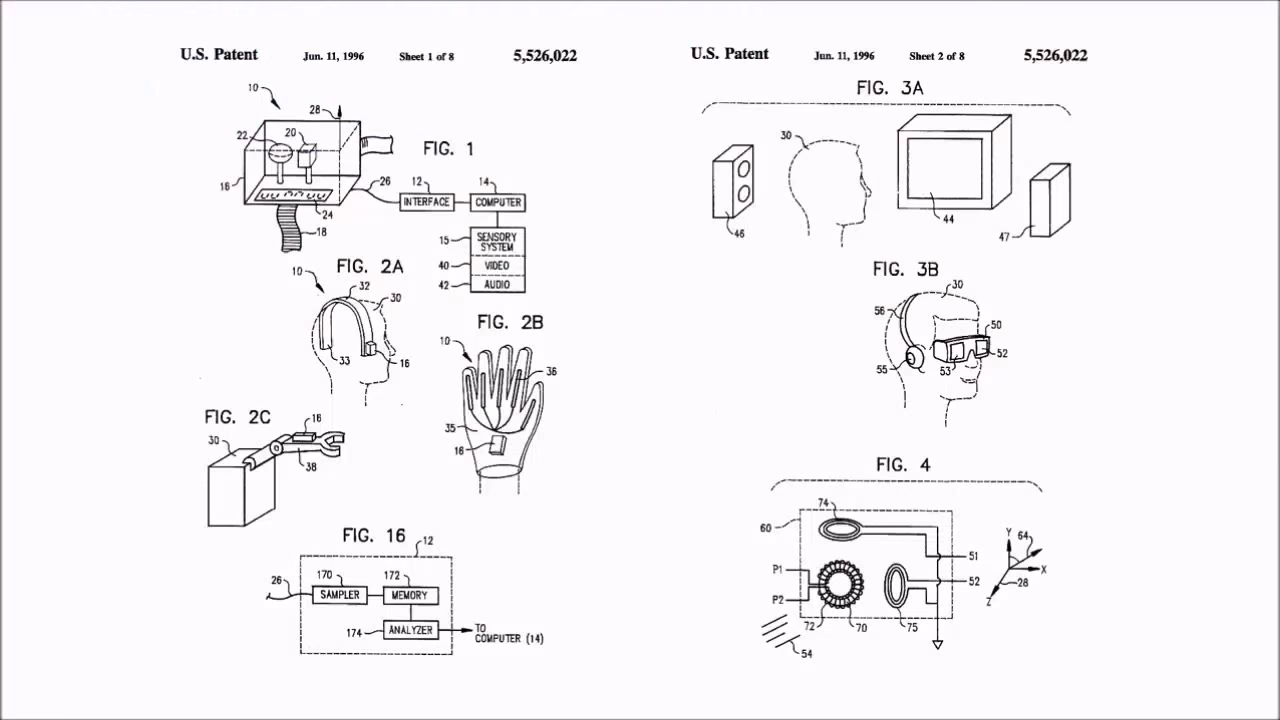 U.S. Patent Jun. 11, 1996 Sheet 1 of 8 5,526,022
10
28
22
20
FIG. 1
16
26
12
14
INTERFACE
COMPUTER
24
18
15
SENSORY
SYSTEM
40
VIDEO
42
AUDIO
FIG. 2A
10
32
30
33
16
FIG. 2B
10
36
35
16
FIG. 2C
16
30
38
FIG. 16
12
26
170
172
SAMPLER
MEMORY
174
ANALYZER
TO
COMPUTER (14)
U.S. Patent Jun. 11, 1996 Sheet 2 of 8 5,526,022
FIG. 3A
30
44
46
47
FIG. 3B
30
56
50
52
55
53
FIG. 4
74
60
51
P1
52
P2
72
70
75
54
Y
64
X
28
Z